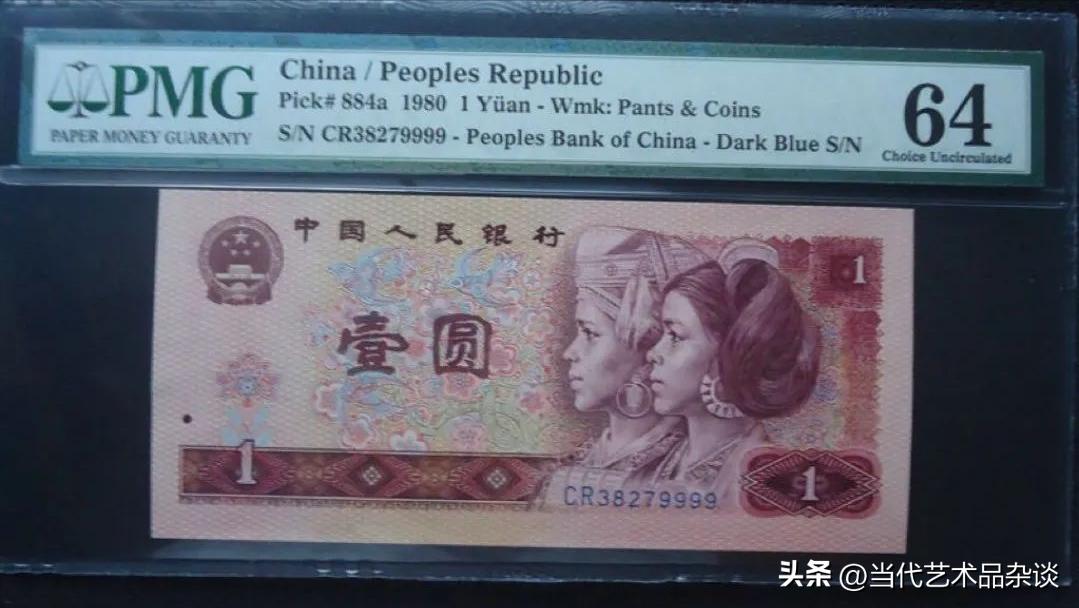 PMG
PAPER MONEY GUARANTY
China / Peoples Republic
Pick# 884a 1980 1 Yüan - Wmk: Pants & Coins
S/N CR38279999 - Peoples Bank of China - Dark Blue S/N
64
Choice Uncirculated
中国人民银行
1
壹圆
1
CR38279999
1
头条 @当代艺术品杂谈